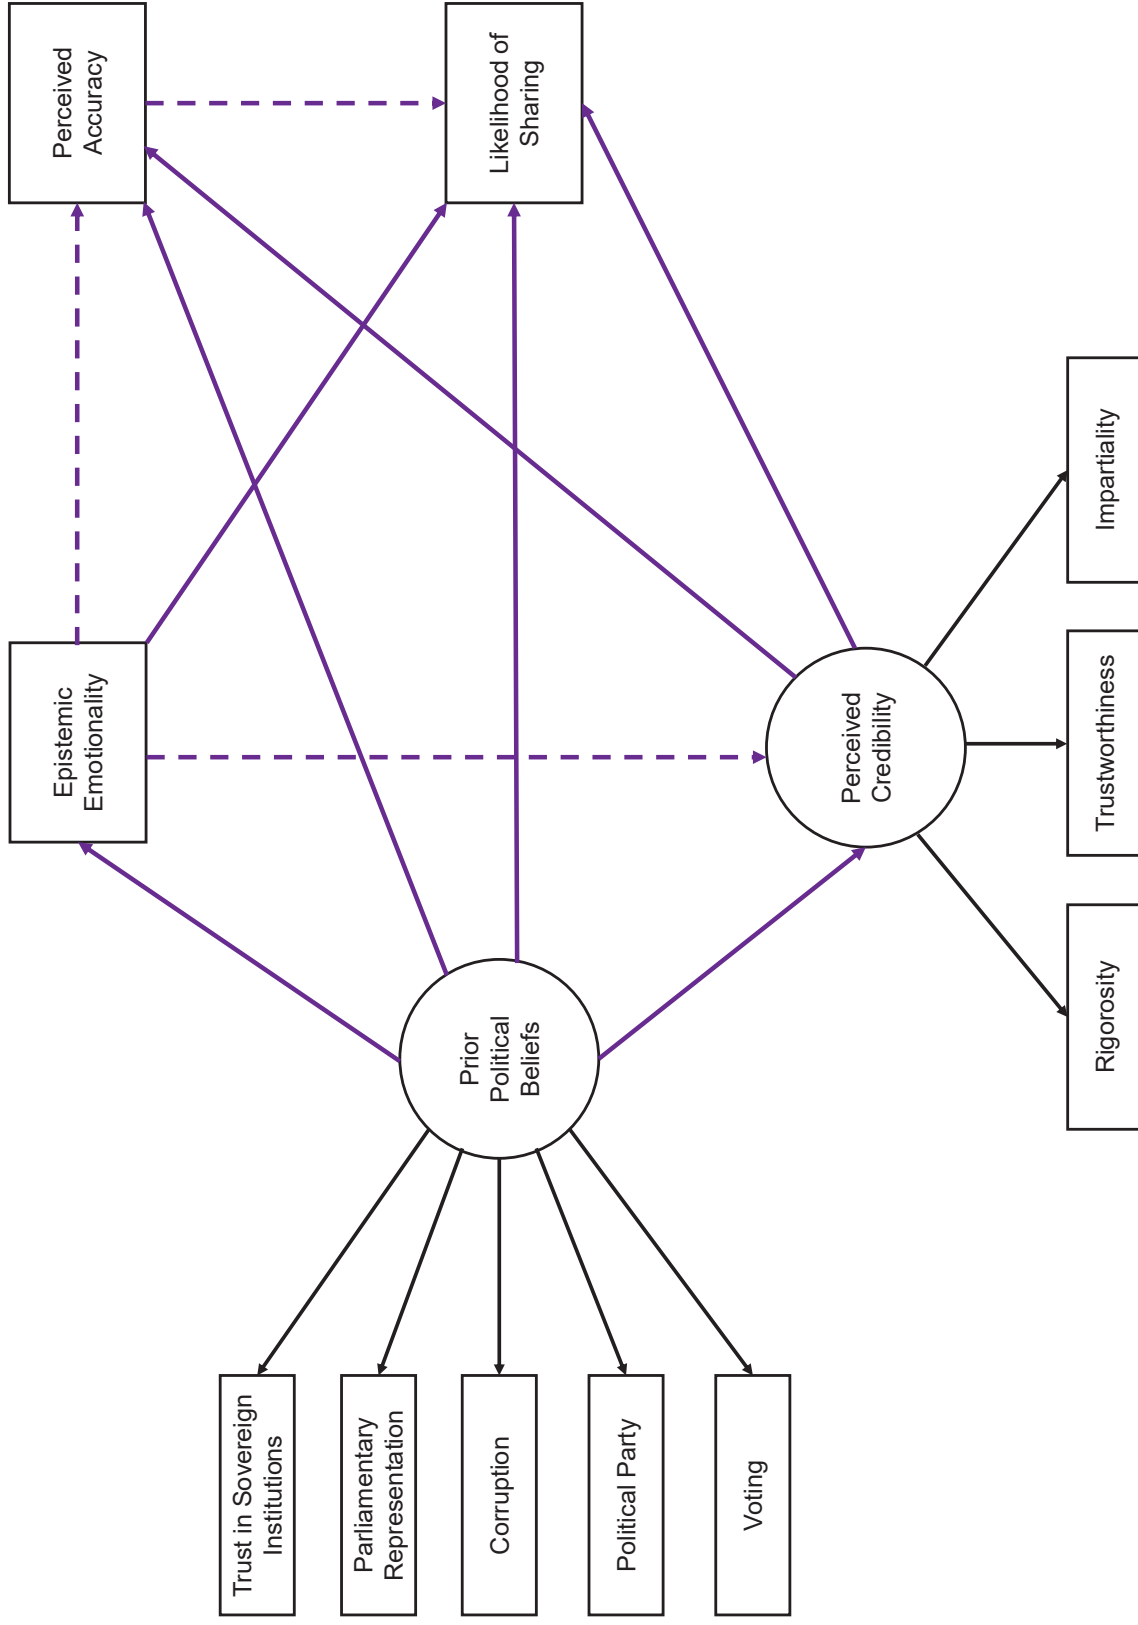 Trust in Sovereign
Institutions
Parliamentary
Representation
Corruption
Political Party
Voting
Prior
Political
Beliefs
Epistemic
Emotionality
Perceived
Credibility
Rigorosity
Trustworthiness
Impartiality
Perceived
Accuracy
Likelihood of
Sharing